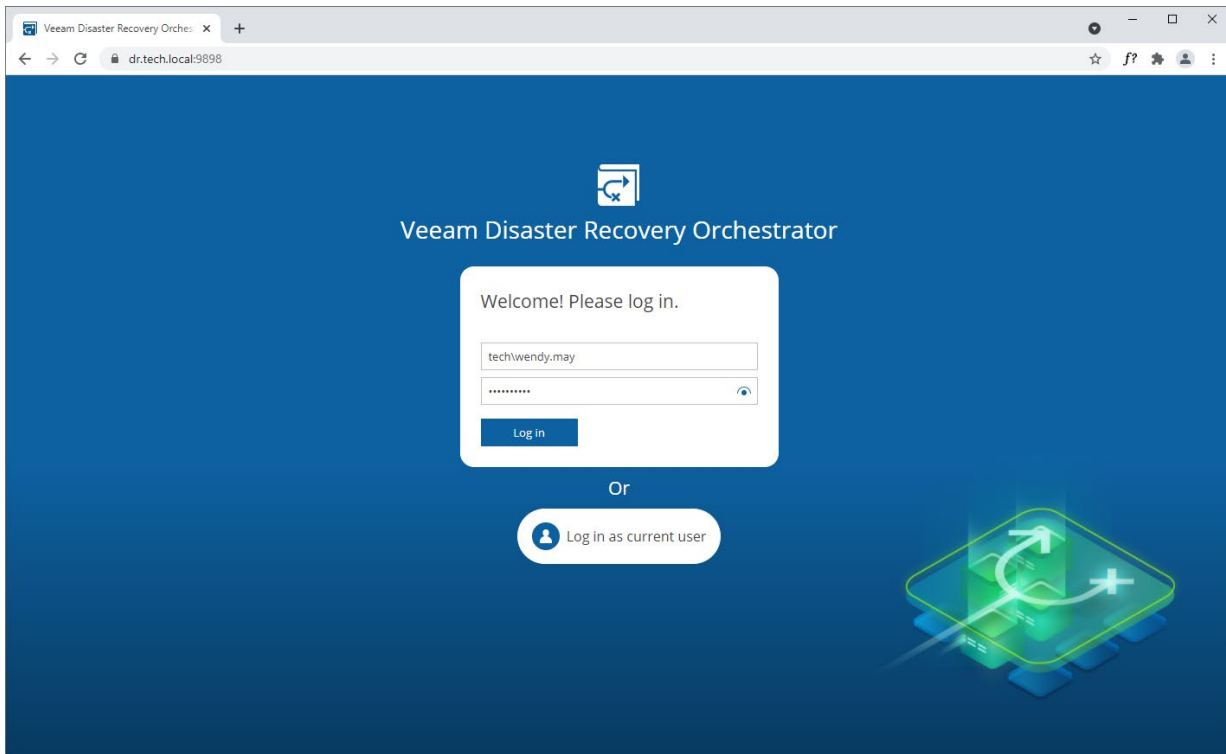 Veeam Disaster Recovery Orches
dr.tech.local:9898
f?
Veeam Disaster Recovery Orchestrator
Welcome! Please log in.
tech\wendy.may
••••••••••
Log in
Or
Log in as current user